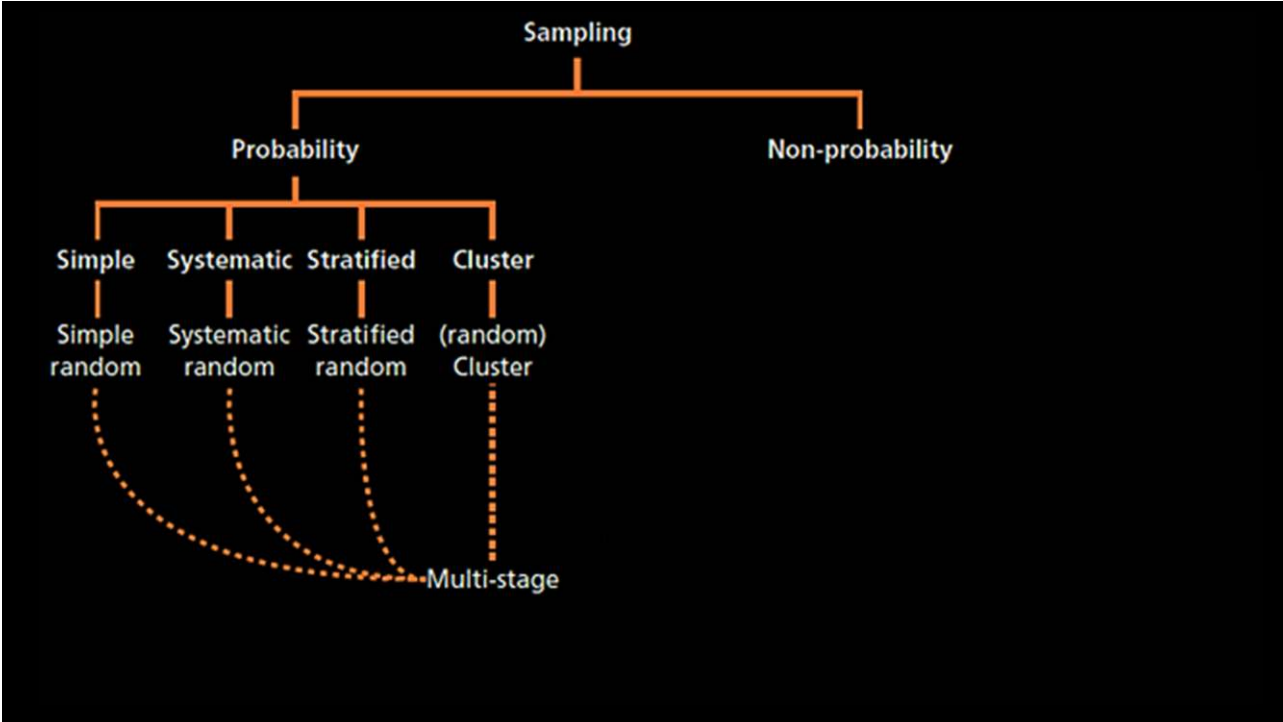 Sampling
Probability
Non-probability
Simple
Systematic
Stratified
Cluster
Simple
random
Systematic
random
Stratified
random
(random)
Cluster
Multi-stage